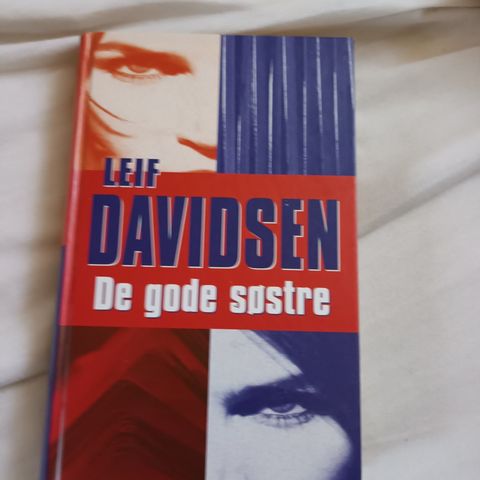 LEIF
DAVIDSEN
De gode søstre